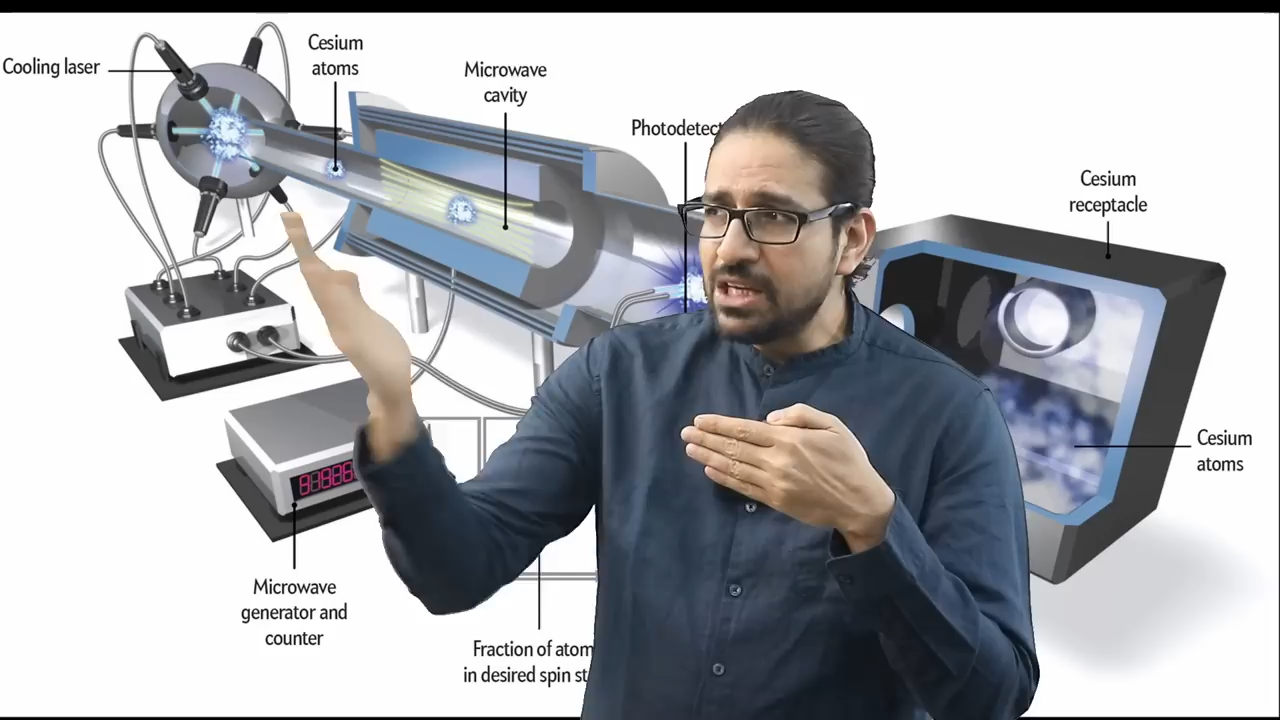 Cooling laser
Cesium
atoms
Microwave
cavity
Photodetect
Cesium
receptacle
Cesium
atoms
Microwave
generator and
counter
Fraction of atom
in desired spin st